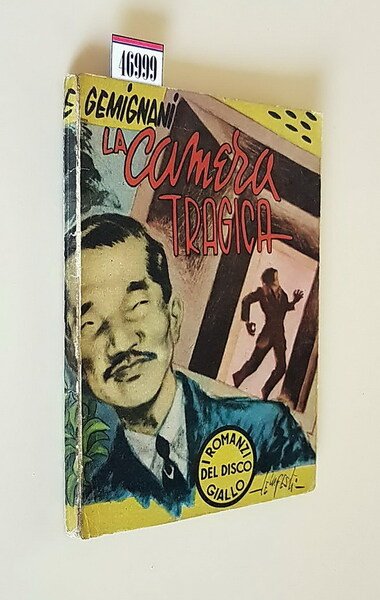 46999
GEMIGNANI
LA
CAMERA
TRAGICA
I ROMANZI
DEL DISCO
GIALLO